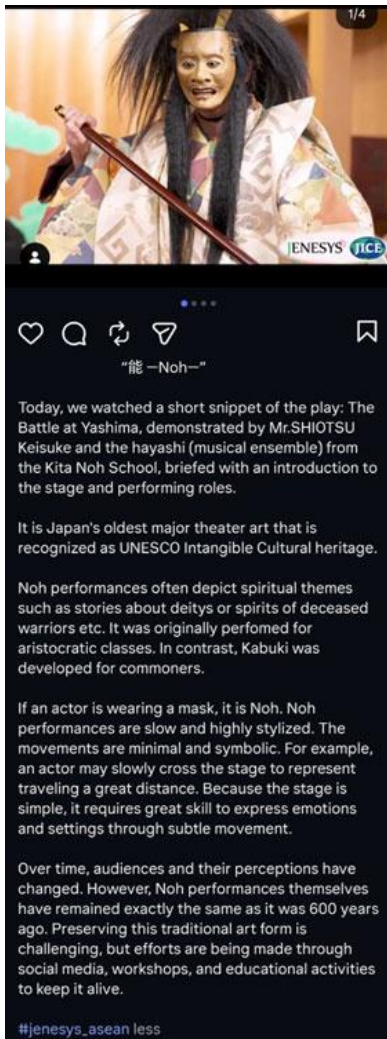 1/4
JENESYS JICE
“能 —Noh—”
Today, we watched a short snippet of the play: The
Battle at Yashima, demonstrated by Mr.SHIOTSU
Keisuke and the hayashi (musical ensemble) from
the Kita Noh School, briefed with an introduction to
the stage and performing roles.
It is Japan's oldest major theater art that is
recognized as UNESCO Intangible Cultural heritage.
Noh performances often depict spiritual themes
such as stories about deitys or spirits of deceased
warriors etc. It was originally perfomed for
aristocratic classes. In contrast, Kabuki was
developed for commoners.
If an actor is wearing a mask, it is Noh. Noh
performances are slow and highly stylized. The
movements are minimal and symbolic. For example,
an actor may slowly cross the stage to represent
traveling a great distance. Because the stage is
simple, it requires great skill to express emotions
and settings through subtle movement.
Over time, audiences and their perceptions have
changed. However, Noh performances themselves
have remained exactly the same as it was 600 years
ago. Preserving this traditional art form is
challenging, but efforts are being made through
social media, workshops, and educational activities
to keep it alive.
#jenesys_asean less